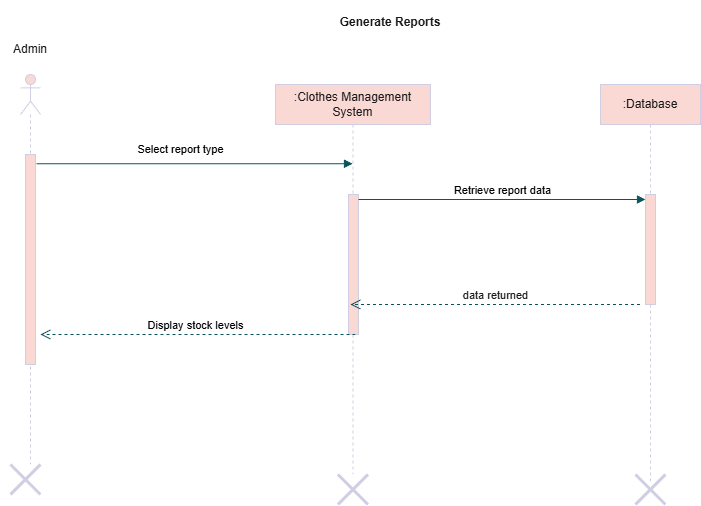 Generate Reports
Admin
:Clothes Management
System
:Database
Select report type
Retrieve report data
data returned
Display stock levels